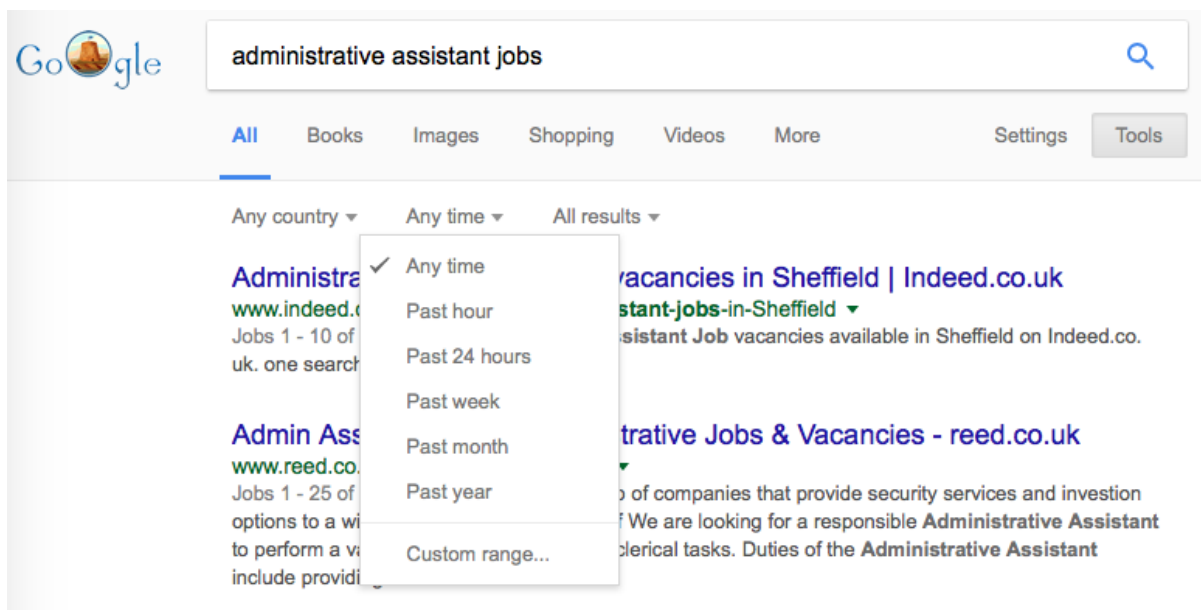 Google
administrative assistant jobs
All Books Images Shopping Videos More Settings Tools
Any country Any time All results
Any time
Past hour
Past 24 hours
Past week
Past month
Past year
Custom range...
vacancies in Sheffield | Indeed.co.uk
www.indeed. stant-jobs-in-Sheffield
Jobs 1 - 10 of sistant Job vacancies available in Sheffield on Indeed.co.
uk. one search
Admin Ass trative Jobs & Vacancies - reed.co.uk
www.reed.co.
Jobs 1 - 25 of of companies that provide security services and investion
options to a wi We are looking for a responsible Administrative Assistant
to perform a va clerical tasks. Duties of the Administrative Assistant
include providi